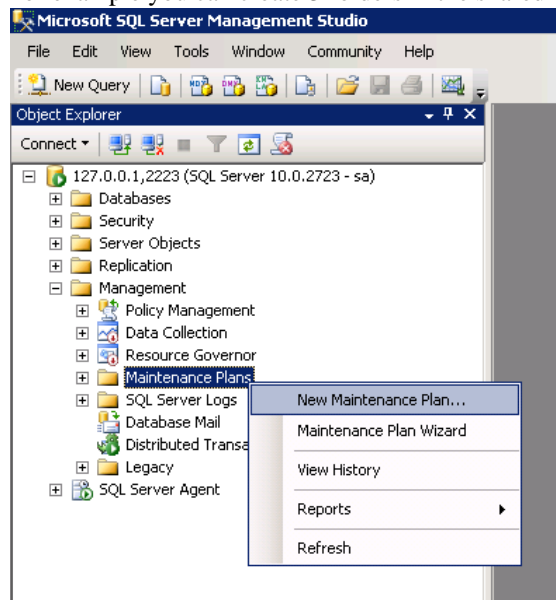 Microsoft SQL Server Management Studio
File Edit View Tools Window Community Help
New Query
Object Explorer
Connect
127.0.0.1,2223 (SQL Server 10.0.2723 - sa)
Databases
Security
Server Objects
Replication
Management
Policy Management
Data Collection
Resource Governor
Maintenance Plans
SQL Server Logs
Database Mail
Distributed Transa
Legacy
SQL Server Agent
New Maintenance Plan...
Maintenance Plan Wizard
View History
Reports
Refresh